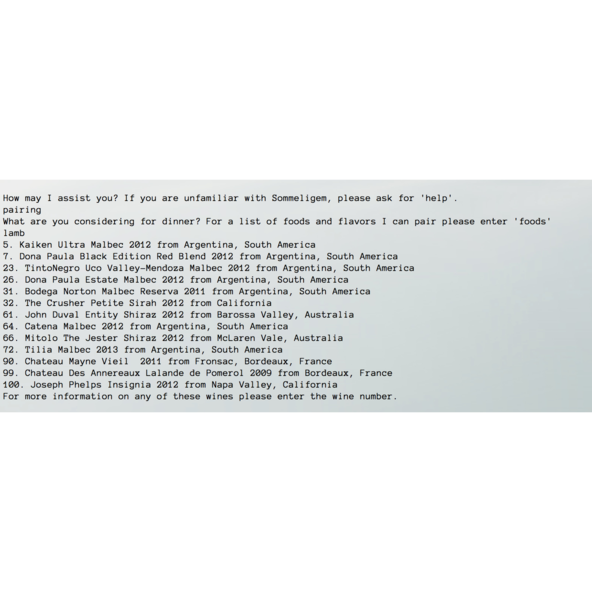 How may I assist you? If you are unfamiliar with Sommeligem, please ask for 'help'.
pairing
What are you considering for dinner? For a list of foods and flavors I can pair please enter 'foods'
lamb
5. Kaiken Ultra Malbec 2012 from Argentina, South America
7. Dona Paula Black Edition Red Blend 2012 from Argentina, South America
23. TintoNegro Uco Valley-Mendoza Malbec 2012 from Argentina, South America
26. Dona Paula Estate Malbec 2012 from Argentina, South America
31. Bodega Norton Malbec Reserva 2011 from Argentina, South America
32. The Crusher Petite Sirah 2012 from California
61. John Duval Entity Shiraz 2012 from Barossa Valley, Australia
64. Catena Malbec 2012 from Argentina, South America
66. Mitolo The Jester Shiraz 2012 from McLaren Vale, Australia
72. Tilia Malbec 2013 from Argentina, South America
90. Chateau Mayne Vieil  2011 from Fronsac, Bordeaux, France
99. Chateau Des Annereaux Lalande de Pomerol 2009 from Bordeaux, France
100. Joseph Phelps Insignia 2012 from Napa Valley, California
For more information on any of these wines please enter the wine number.